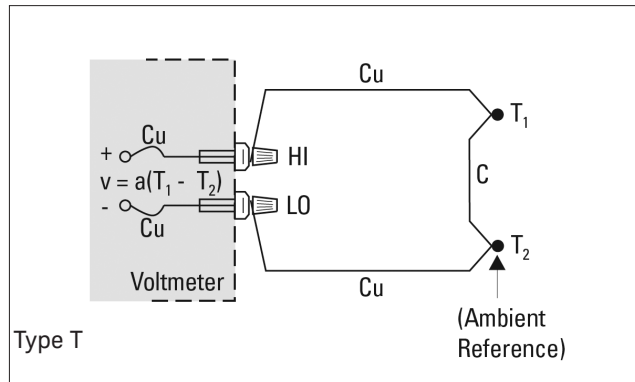 Cu
T₁
Cu
+
HI
v = a(T₁ - T₂)
C
-
LO
Cu
T₂
Voltmeter
Cu
(Ambient
Reference)
Type T